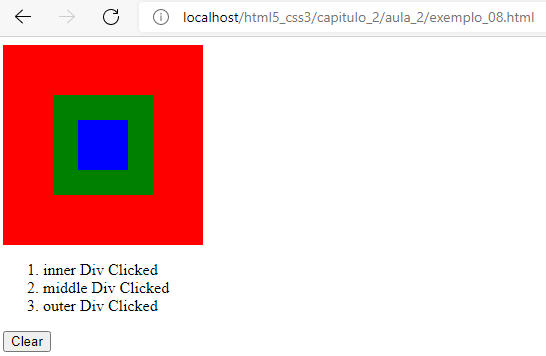 localhost/html5_css3/capitulo_2/aula_2/exemplo_08.html
1. inner Div Clicked
2. middle Div Clicked
3. outer Div Clicked
Clear